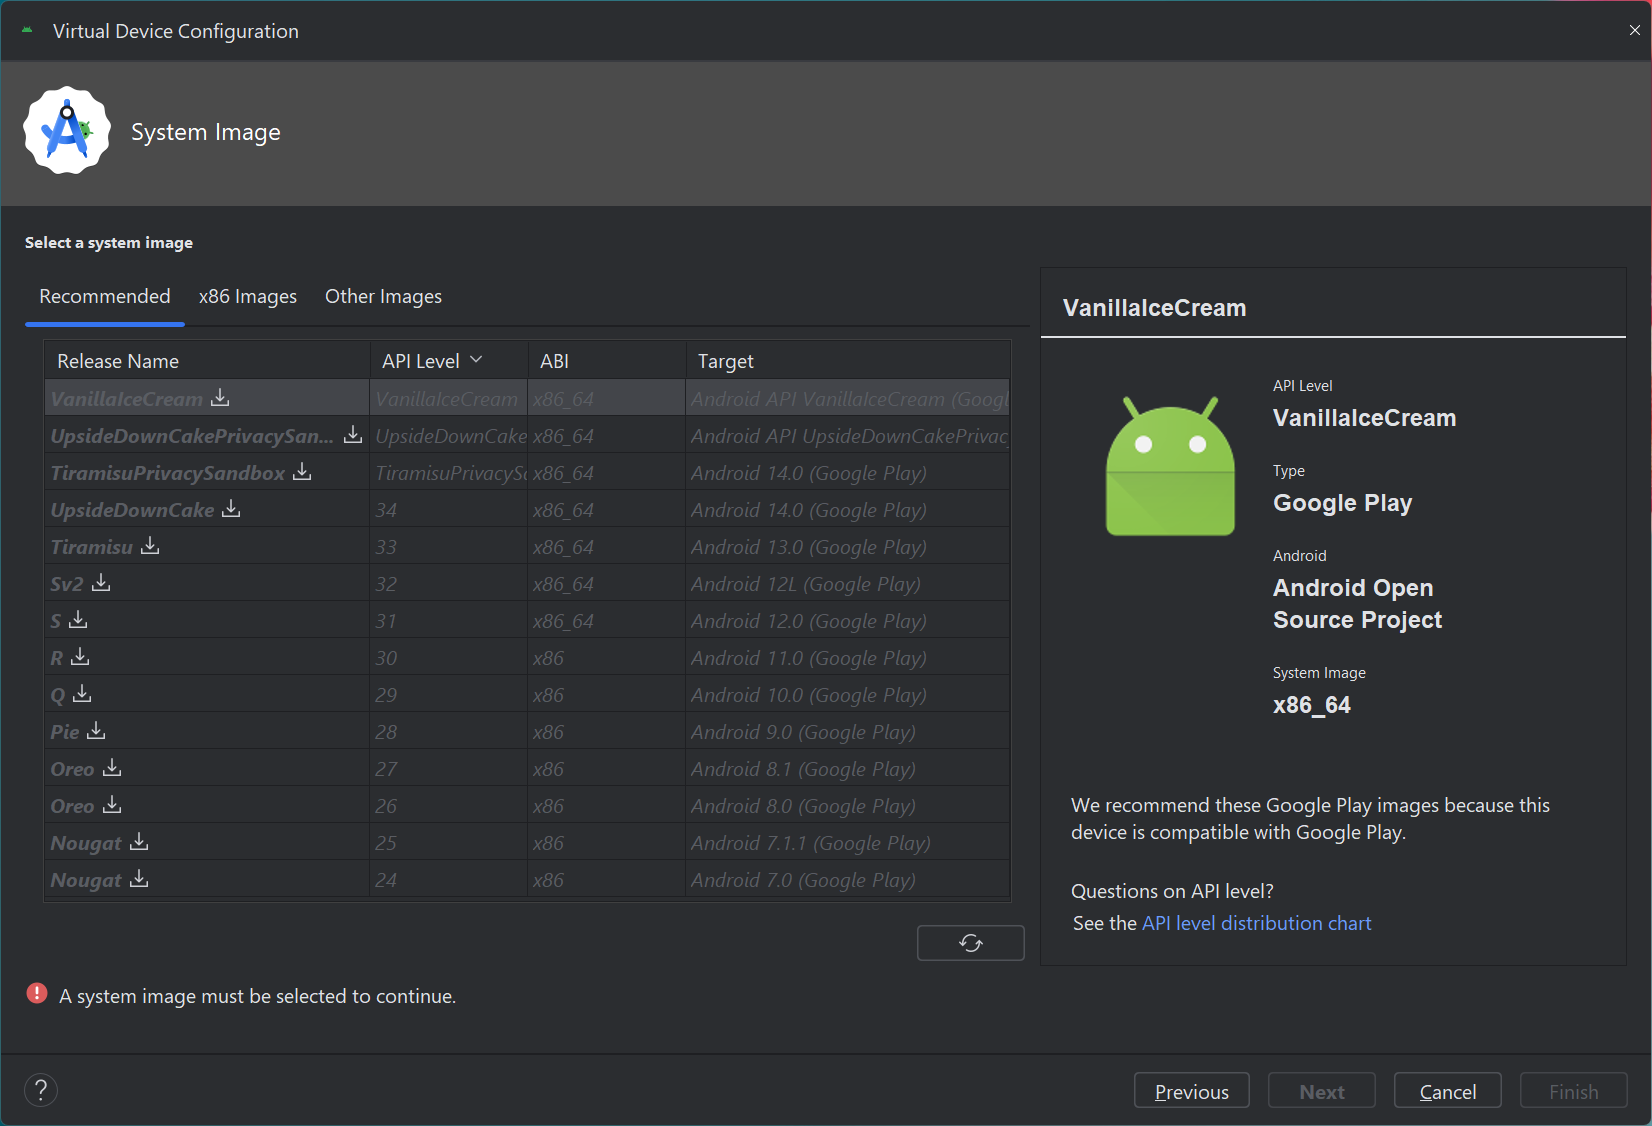 Virtual Device Configuration
System Image
Select a system image
Recommended x86 Images Other Images
Release Name API Level ABI Target
VanillaIceCream VanillaIceCream x86_64 Android API VanillaIceCream (Googl
UpsideDownCakePrivacySan... UpsideDownCake x86_64 Android API UpsideDownCakePrivac
TiramisuPrivacySandbox TiramisuPrivacySa x86_64 Android 14.0 (Google Play)
UpsideDownCake 34 x86_64 Android 14.0 (Google Play)
Tiramisu 33 x86_64 Android 13.0 (Google Play)
Sv2 32 x86_64 Android 12L (Google Play)
S 31 x86_64 Android 12.0 (Google Play)
R 30 x86 Android 11.0 (Google Play)
Q 29 x86 Android 10.0 (Google Play)
Pie 28 x86 Android 9.0 (Google Play)
Oreo 27 x86 Android 8.1 (Google Play)
Oreo 26 x86 Android 8.0 (Google Play)
Nougat 25 x86 Android 7.1.1 (Google Play)
Nougat 24 x86 Android 7.0 (Google Play)
VanillaIceCream
API Level
VanillaIceCream
Type
Google Play
Android
Android Open
Source Project
System Image
x86_64
We recommend these Google Play images because this
device is compatible with Google Play.
Questions on API level?
See the API level distribution chart
A system image must be selected to continue.
? Previous Next Cancel Finish